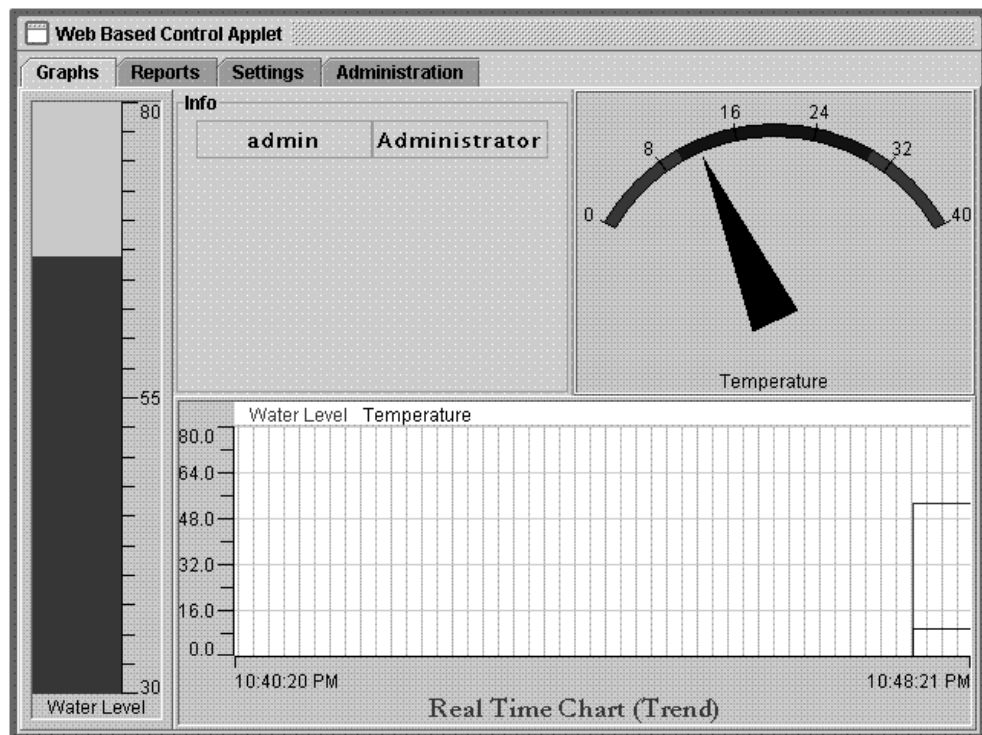 Web Based Control Applet
Graphs Reports Settings Administration
80
55
30
Water Level
Info
admin Administrator
0 8 16 24 32 40
Temperature
Water Level Temperature
80.0
64.0
48.0
32.0
16.0
0.0
10:40:20 PM 10:48:21 PM
Real Time Chart (Trend)